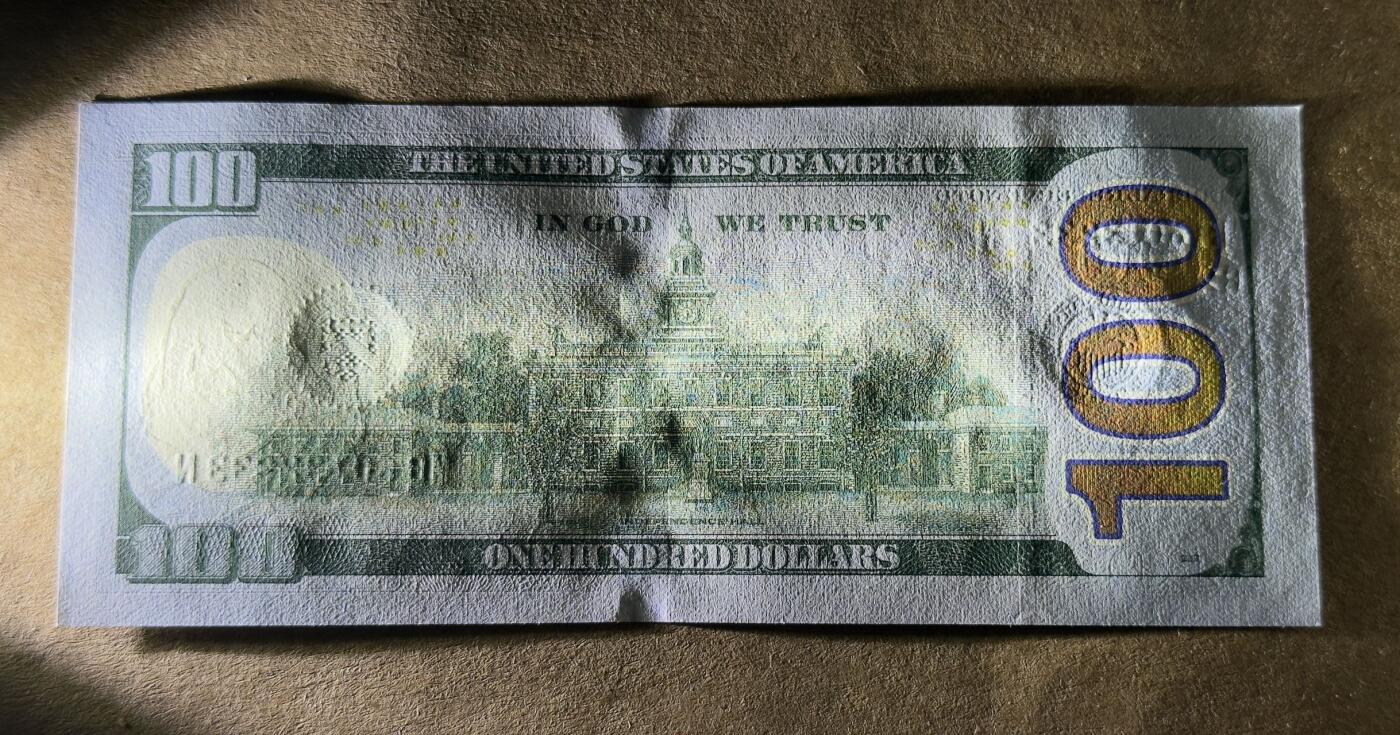 100
THE UNITED STATES OF AMERICA
IN GOD WE TRUST
100
INDEPENDENCE HALL
100
ONE HUNDRED DOLLARS